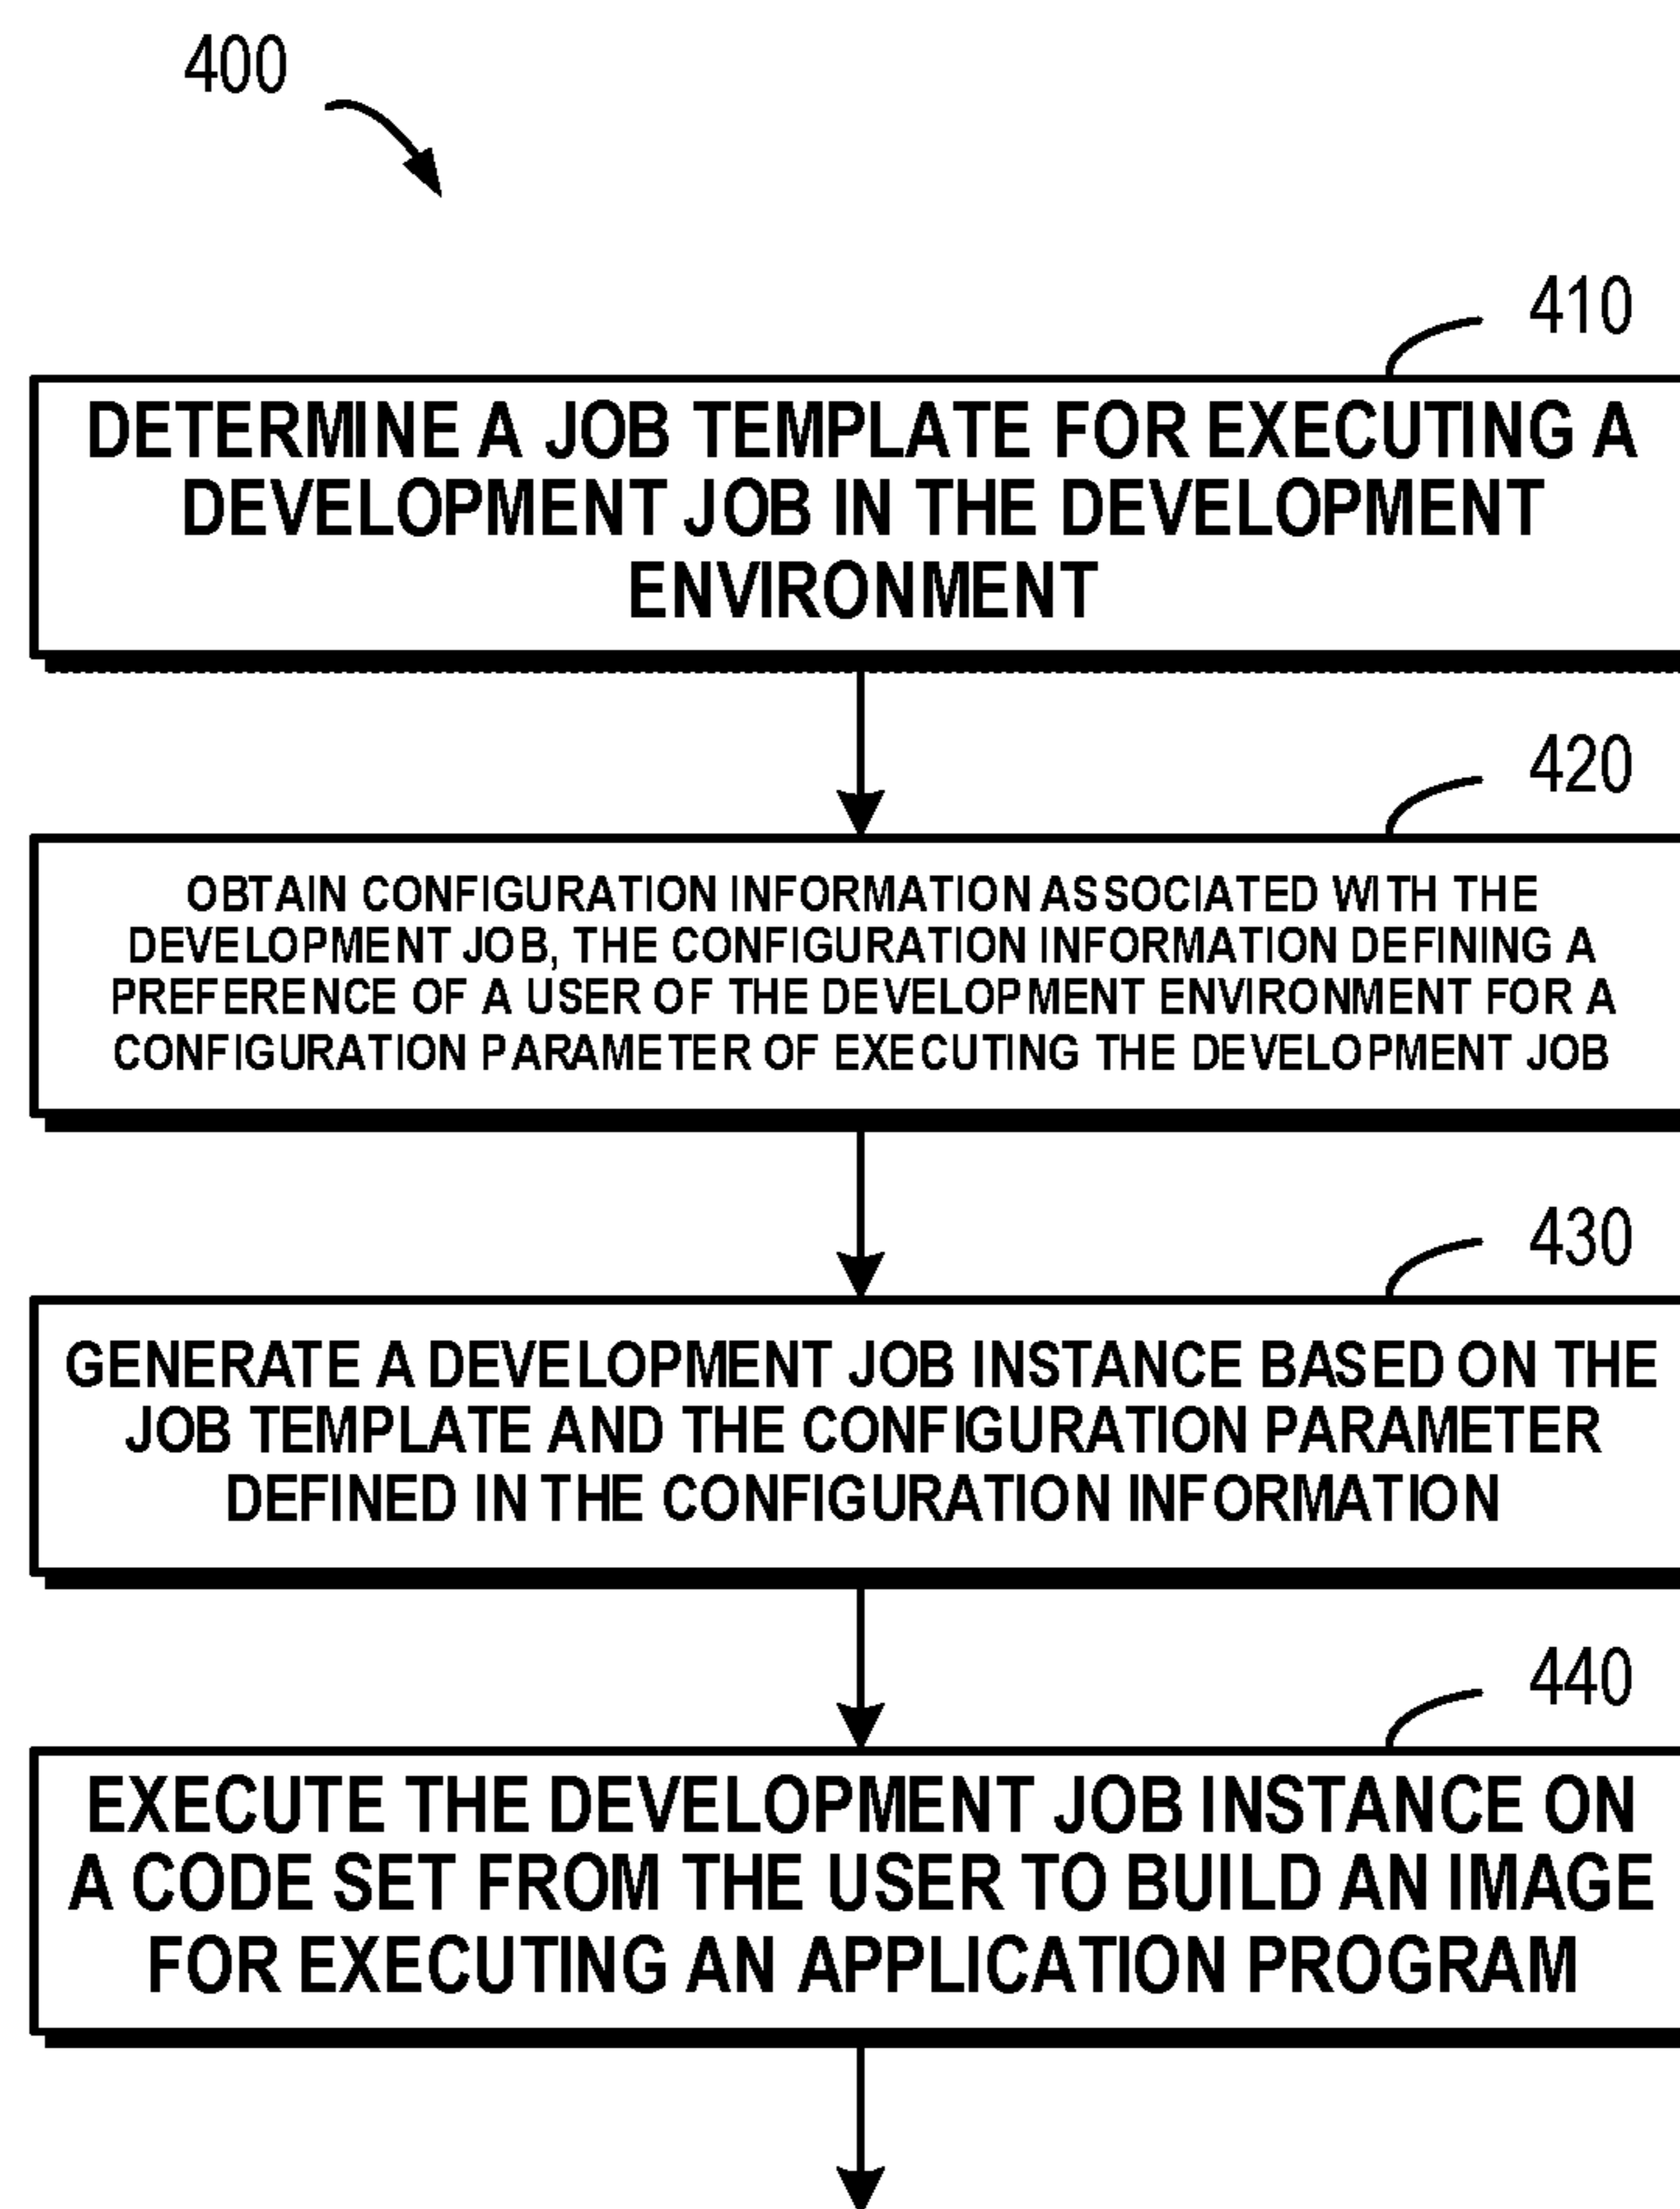 400
410
DETERMINE A JOB TEMPLATE FOR EXECUTING A
DEVELOPMENT JOB IN THE DEVELOPMENT
ENVIRONMENT
420
OBTAIN CONFIGURATION INFORMATION ASSOCIATED WITH THE
DEVELOPMENT JOB, THE CONFIGURATION INFORMATION DEFINING A
PREFERENCE OF A USER OF THE DEVELOPMENT ENVIRONMENT FOR A
CONFIGURATION PARAMETER OF EXECUTING THE DEVELOPMENT JOB
430
GENERATE A DEVELOPMENT JOB INSTANCE BASED ON THE
JOB TEMPLATE AND THE CONFIGURATION PARAMETER
DEFINED IN THE CONFIGURATION INFORMATION
440
EXECUTE THE DEVELOPMENT JOB INSTANCE ON
A CODE SET FROM THE USER TO BUILD AN IMAGE
FOR EXECUTING AN APPLICATION PROGRAM